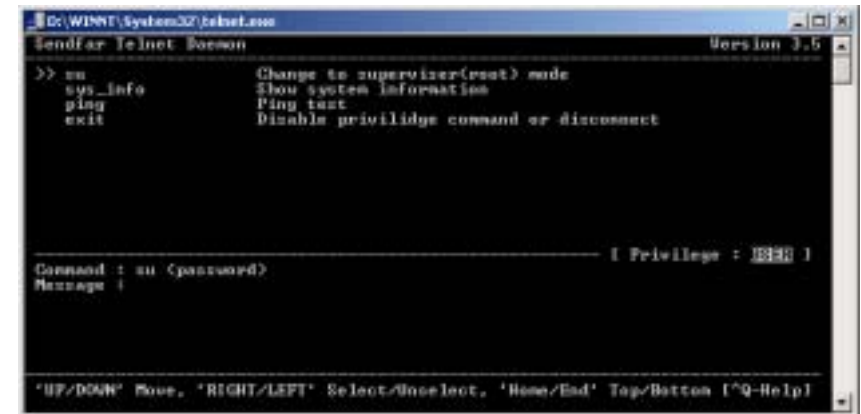 D:\WINNT\System32\telnet.exe
Sendfar Telnet Daemon Version 3.5
>> su Change to superviser(root) mode
sys_info Show system Information
ping Ping test
exit Disable privilidge command or disconnect
[ Privilege : USER ]
Command : su <password>
Message :
'UP/DOWN' Move, 'RIGHT/LEFT' Select/Unselect, 'Home/End' Top/Bottom [^Q-Help]